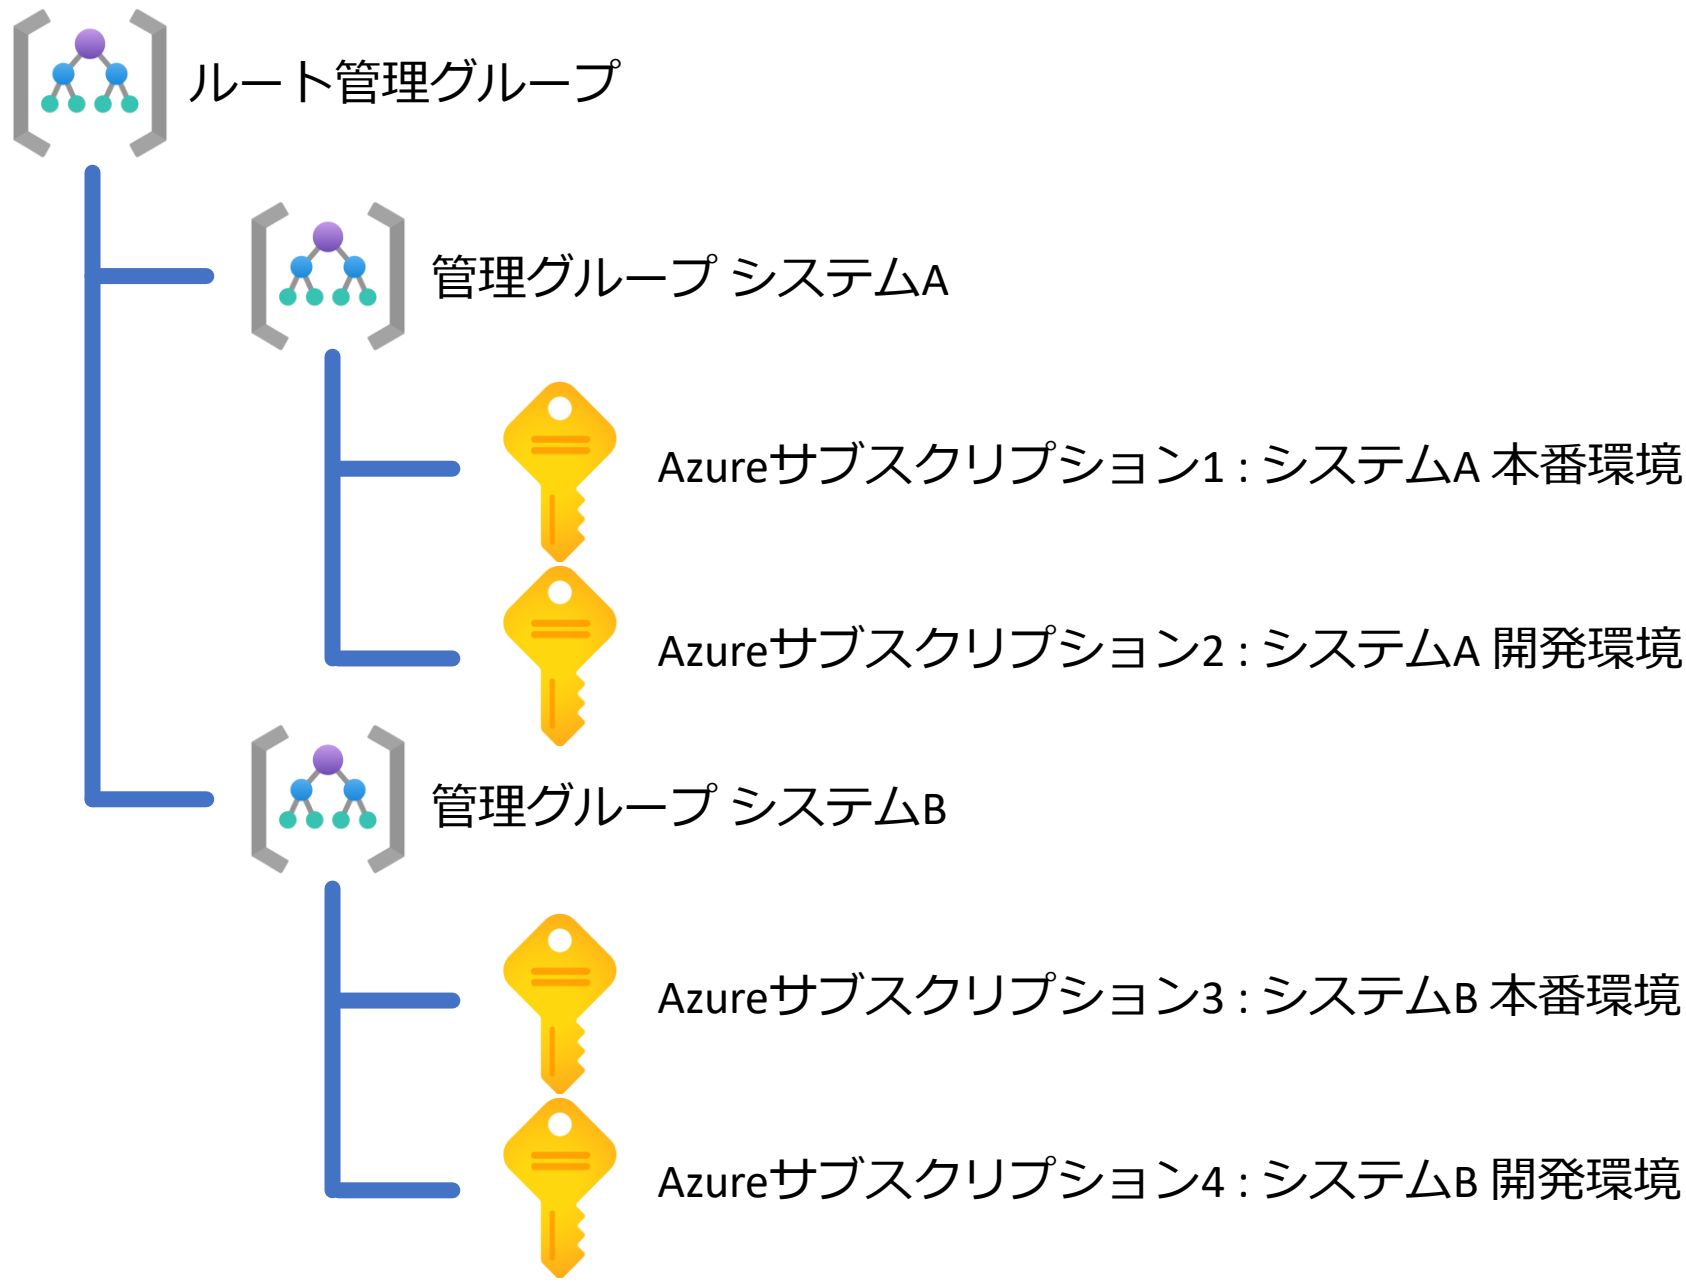 ルート管理グループ
管理グループ システムA
Azureサブスクリプション1 : システムA 本番環境
Azureサブスクリプション2 : システムA 開発環境
管理グループ システムB
Azureサブスクリプション3 : システムB 本番環境
Azureサブスクリプション4 : システムB 開発環境